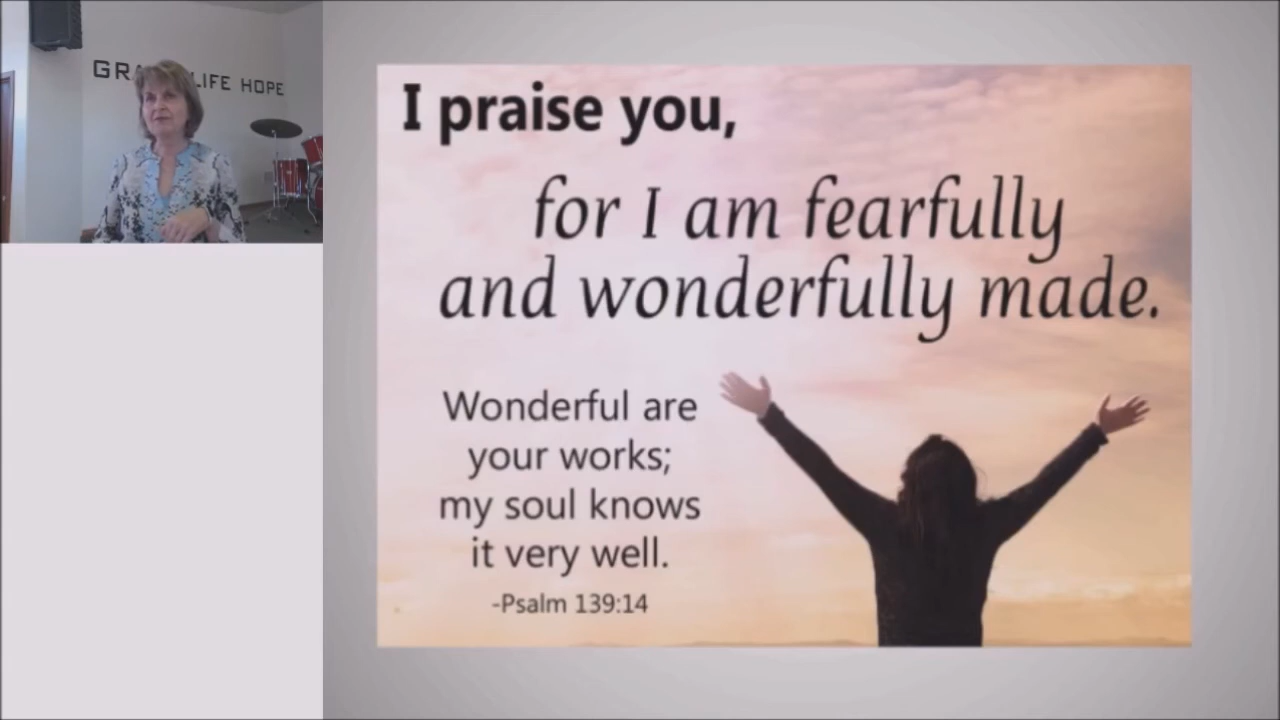 GRA LIFE HOPE
I praise you,
for I am fearfully
and wonderfully made.
Wonderful are
your works;
my soul knows
it very well.
-Psalm 139:14